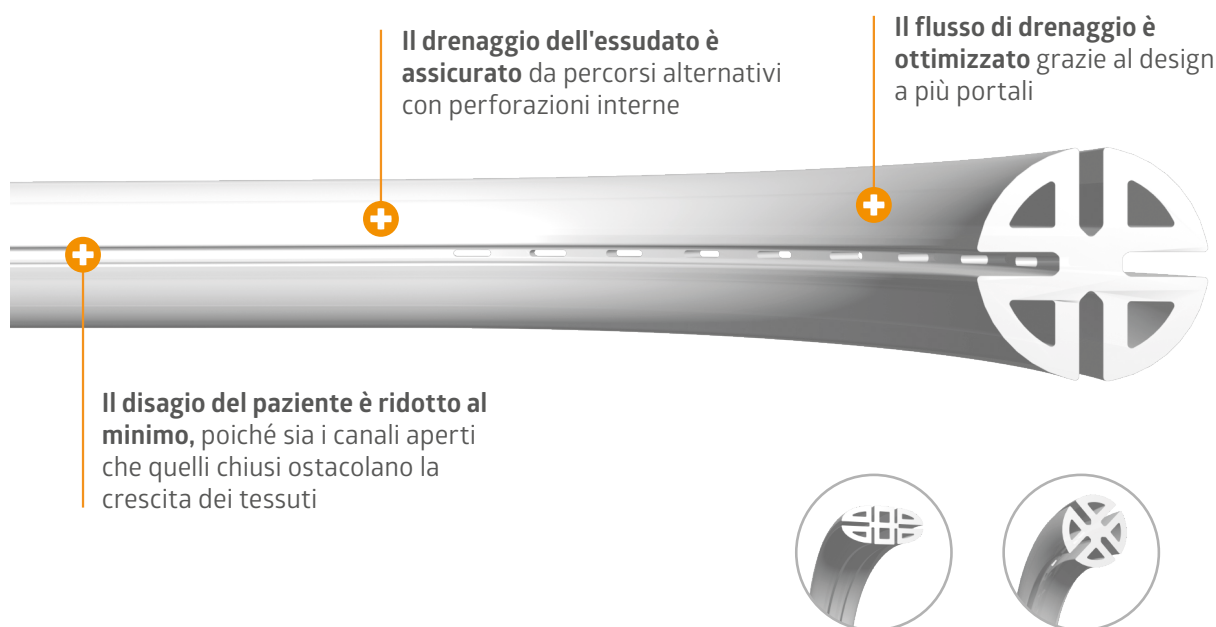 Il drenaggio dell'essudato è
assicurato da percorsi alternativi
con perforazioni interne
Il flusso di drenaggio è
ottimizzato grazie al design
a più portali
Il disagio del paziente è ridotto al
minimo, poiché sia i canali aperti
che quelli chiusi ostacolano la
crescita dei tessuti